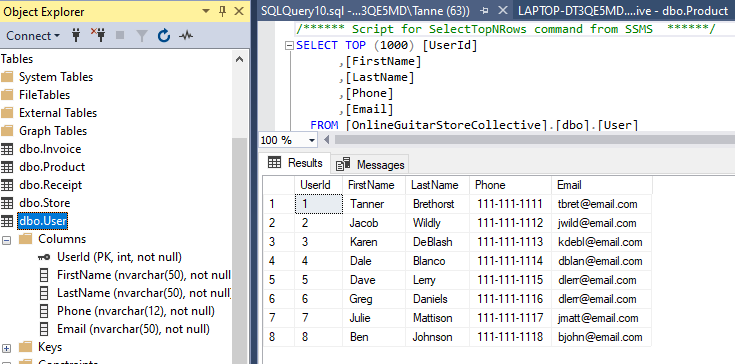 Object Explorer
Connect
Tables
System Tables
FileTables
External Tables
Graph Tables
dbo.Invoice
dbo.Product
dbo.Receipt
dbo.Store
dbo.User
Columns
UserId (PK, int, not null)
FirstName (nvarchar(50), not null)
LastName (nvarchar(50), not null)
Phone (nvarchar(12), not null)
Email (nvarchar(50), not null)
Keys
Constraints
SQLQuery10.sql -...3QE5MD\Tanne (63))* LAPTOP-DT3QE5MD...ive - dbo.Product
/****** Script for SelectTopNRows command from SSMS ******/
SELECT TOP (1000) [UserId]
,[FirstName]
,[LastName]
,[Phone]
,[Email]
FROM [OnlineGuitarStoreCollective].[dbo].[User]
100 %
Results Messages
UserId FirstName LastName Phone Email
1 1 Tanner Brethorst 111-111-1111 tbret@email.com
2 2 Jacob Wildly 111-111-1112 jwild@email.com
3 3 Karen DeBlash 111-111-1113 kdebl@email.com
4 4 Dale Blanco 111-111-1114 dblan@email.com
5 5 Dave Lerry 111-111-1115 dlerr@email.com
6 6 Greg Daniels 111-111-1116 dlerr@email.com
7 7 Julie Mattison 111-111-1117 jmatt@email.com
8 8 Ben Johnson 111-111-1118 bjohn@email.com